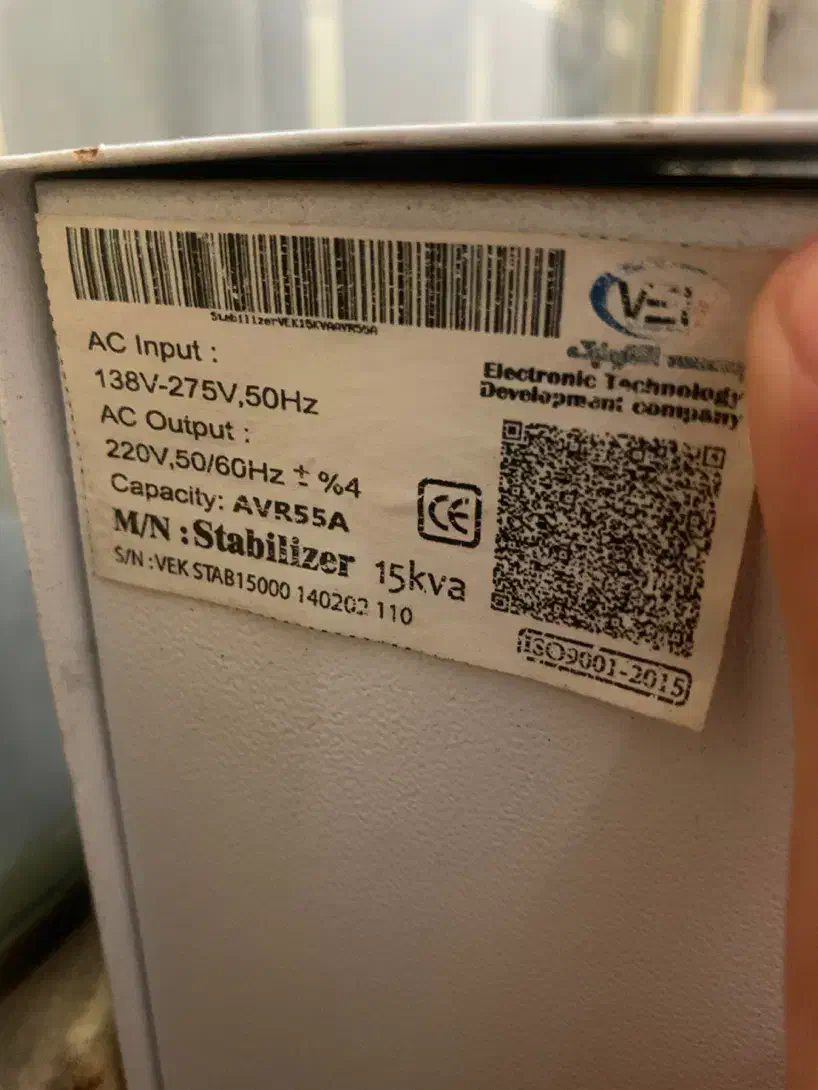 StabilizerVEK15KVAAVR55A
AC Input :
138V-275V,50Hz
AC Output :
220V,50/60Hz ± %4
Capacity: AVR55A
M/N :Stabilizer 15kva
S/N :VEK STAB15000 140202 110
Electronic Technology
Development company
CE
ISO9001-2015